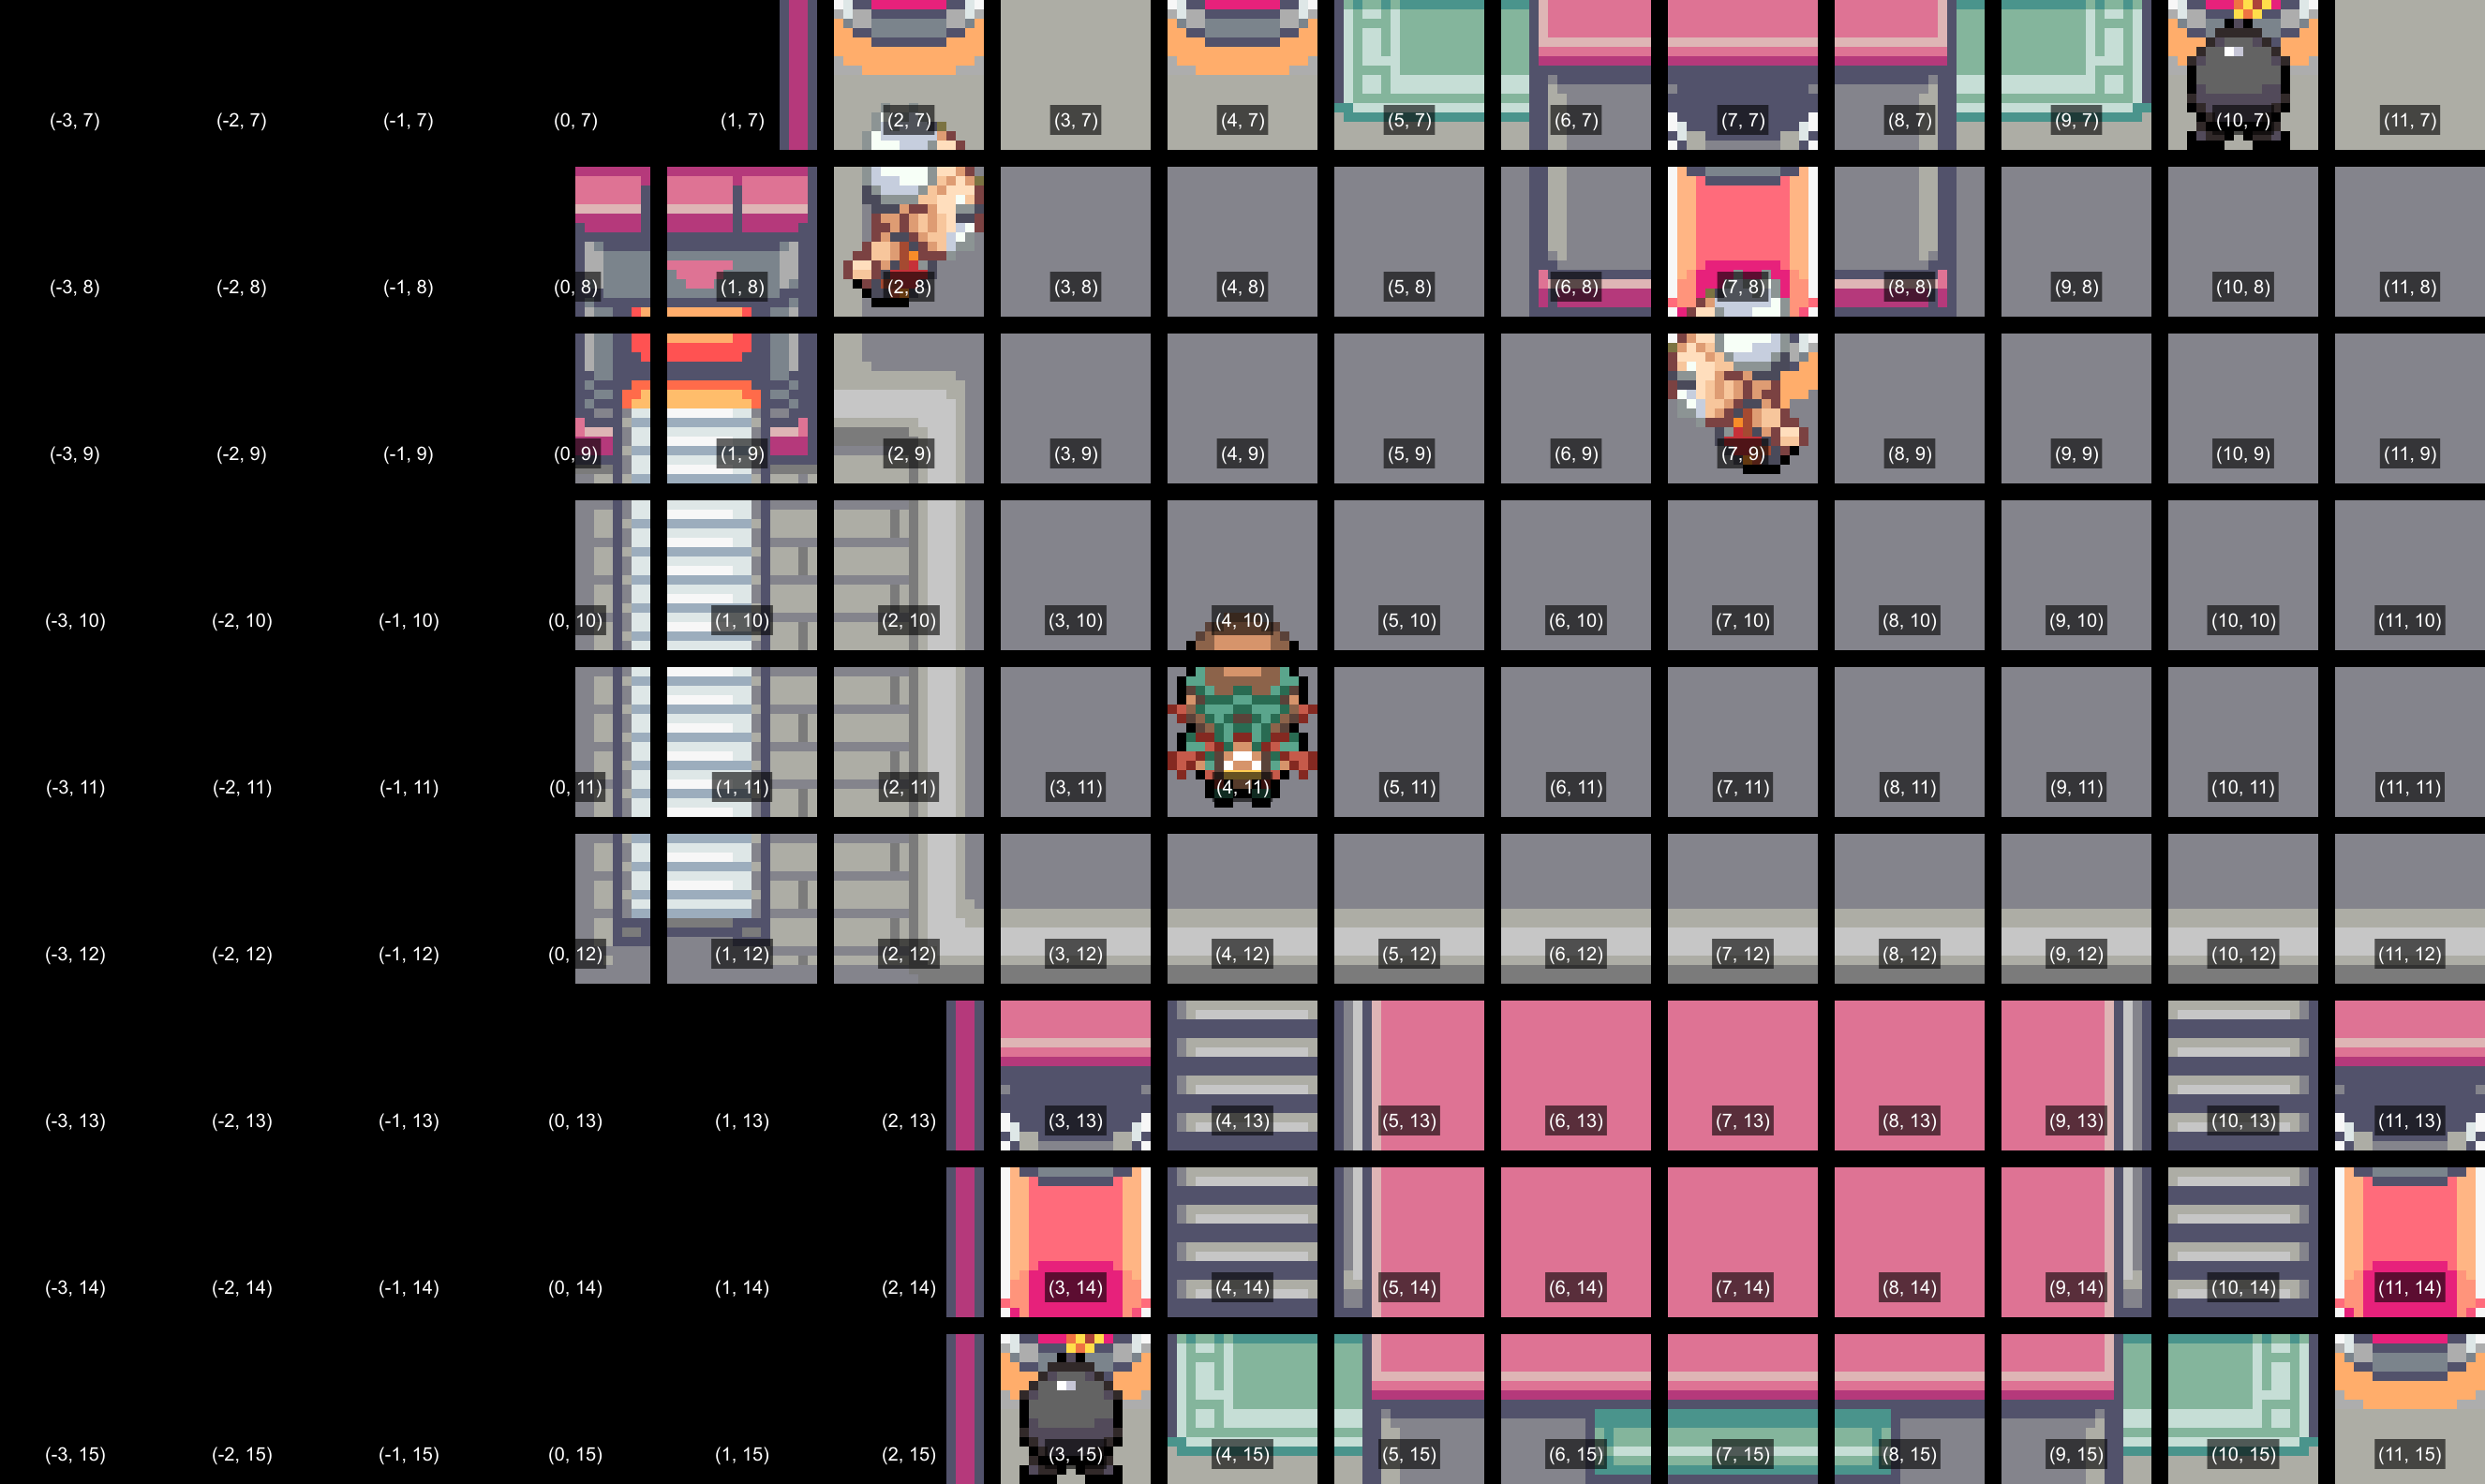 (-3, 7) (-2, 7) (-1, 7) (0, 7) (1, 7) (2, 7) (3, 7) (4, 7) (5, 7) (6, 7) (7, 7) (8, 7) (9, 7) (10, 7) (11, 7)
(-3, 8) (-2, 8) (-1, 8) (0, 8) (1, 8) (2, 8) (3, 8) (4, 8) (5, 8) (6, 8) (7, 8) (8, 8) (9, 8) (10, 8) (11, 8)
(-3, 9) (-2, 9) (-1, 9) (0, 9) (1, 9) (2, 9) (3, 9) (4, 9) (5, 9) (6, 9) (7, 9) (8, 9) (9, 9) (10, 9) (11, 9)
(-3, 10) (-2, 10) (-1, 10) (0, 10) (1, 10) (2, 10) (3, 10) (4, 10) (5, 10) (6, 10) (7, 10) (8, 10) (9, 10) (10, 10) (11, 10)
(-3, 11) (-2, 11) (-1, 11) (0, 11) (1, 11) (2, 11) (3, 11) (4, 11) (5, 11) (6, 11) (7, 11) (8, 11) (9, 11) (10, 11) (11, 11)
(-3, 12) (-2, 12) (-1, 12) (0, 12) (1, 12) (2, 12) (3, 12) (4, 12) (5, 12) (6, 12) (7, 12) (8, 12) (9, 12) (10, 12) (11, 12)
(-3, 13) (-2, 13) (-1, 13) (0, 13) (1, 13) (2, 13) (3, 13) (4, 13) (5, 13) (6, 13) (7, 13) (8, 13) (9, 13) (10, 13) (11, 13)
(-3, 14) (-2, 14) (-1, 14) (0, 14) (1, 14) (2, 14) (3, 14) (4, 14) (5, 14) (6, 14) (7, 14) (8, 14) (9, 14) (10, 14) (11, 14)
(-3, 15) (-2, 15) (-1, 15) (0, 15) (1, 15) (2, 15) (3, 15) (4, 15) (5, 15) (6, 15) (7, 15) (8, 15) (9, 15) (10, 15) (11, 15)